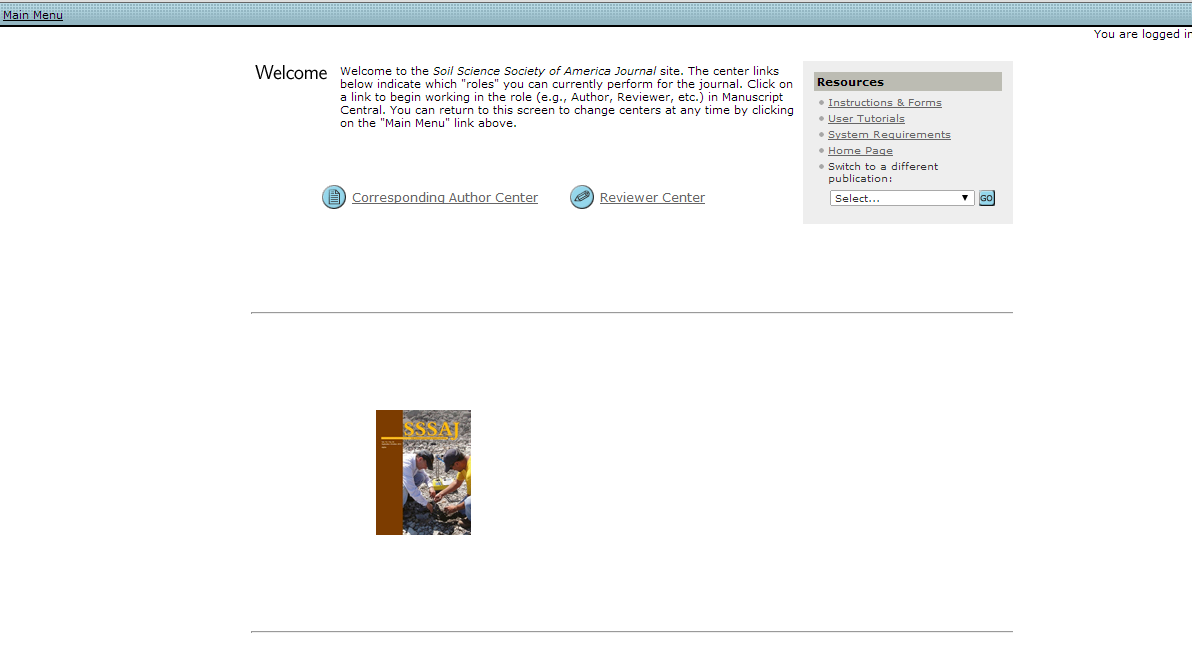 Main Menu
You are logged in
Welcome
Welcome to the Soil Science Society of America Journal site. The center links
below indicate which "roles" you can currently perform for the journal. Click on
a link to begin working in the role (e.g., Author, Reviewer, etc.) in Manuscript
Central. You can return to this screen to change centers at any time by clicking
on the "Main Menu" link above.
Resources
Instructions & Forms
User Tutorials
System Requirements
Home Page
Switch to a different
publication:
Select...
GO
Corresponding Author Center
Reviewer Center
SSSAJ